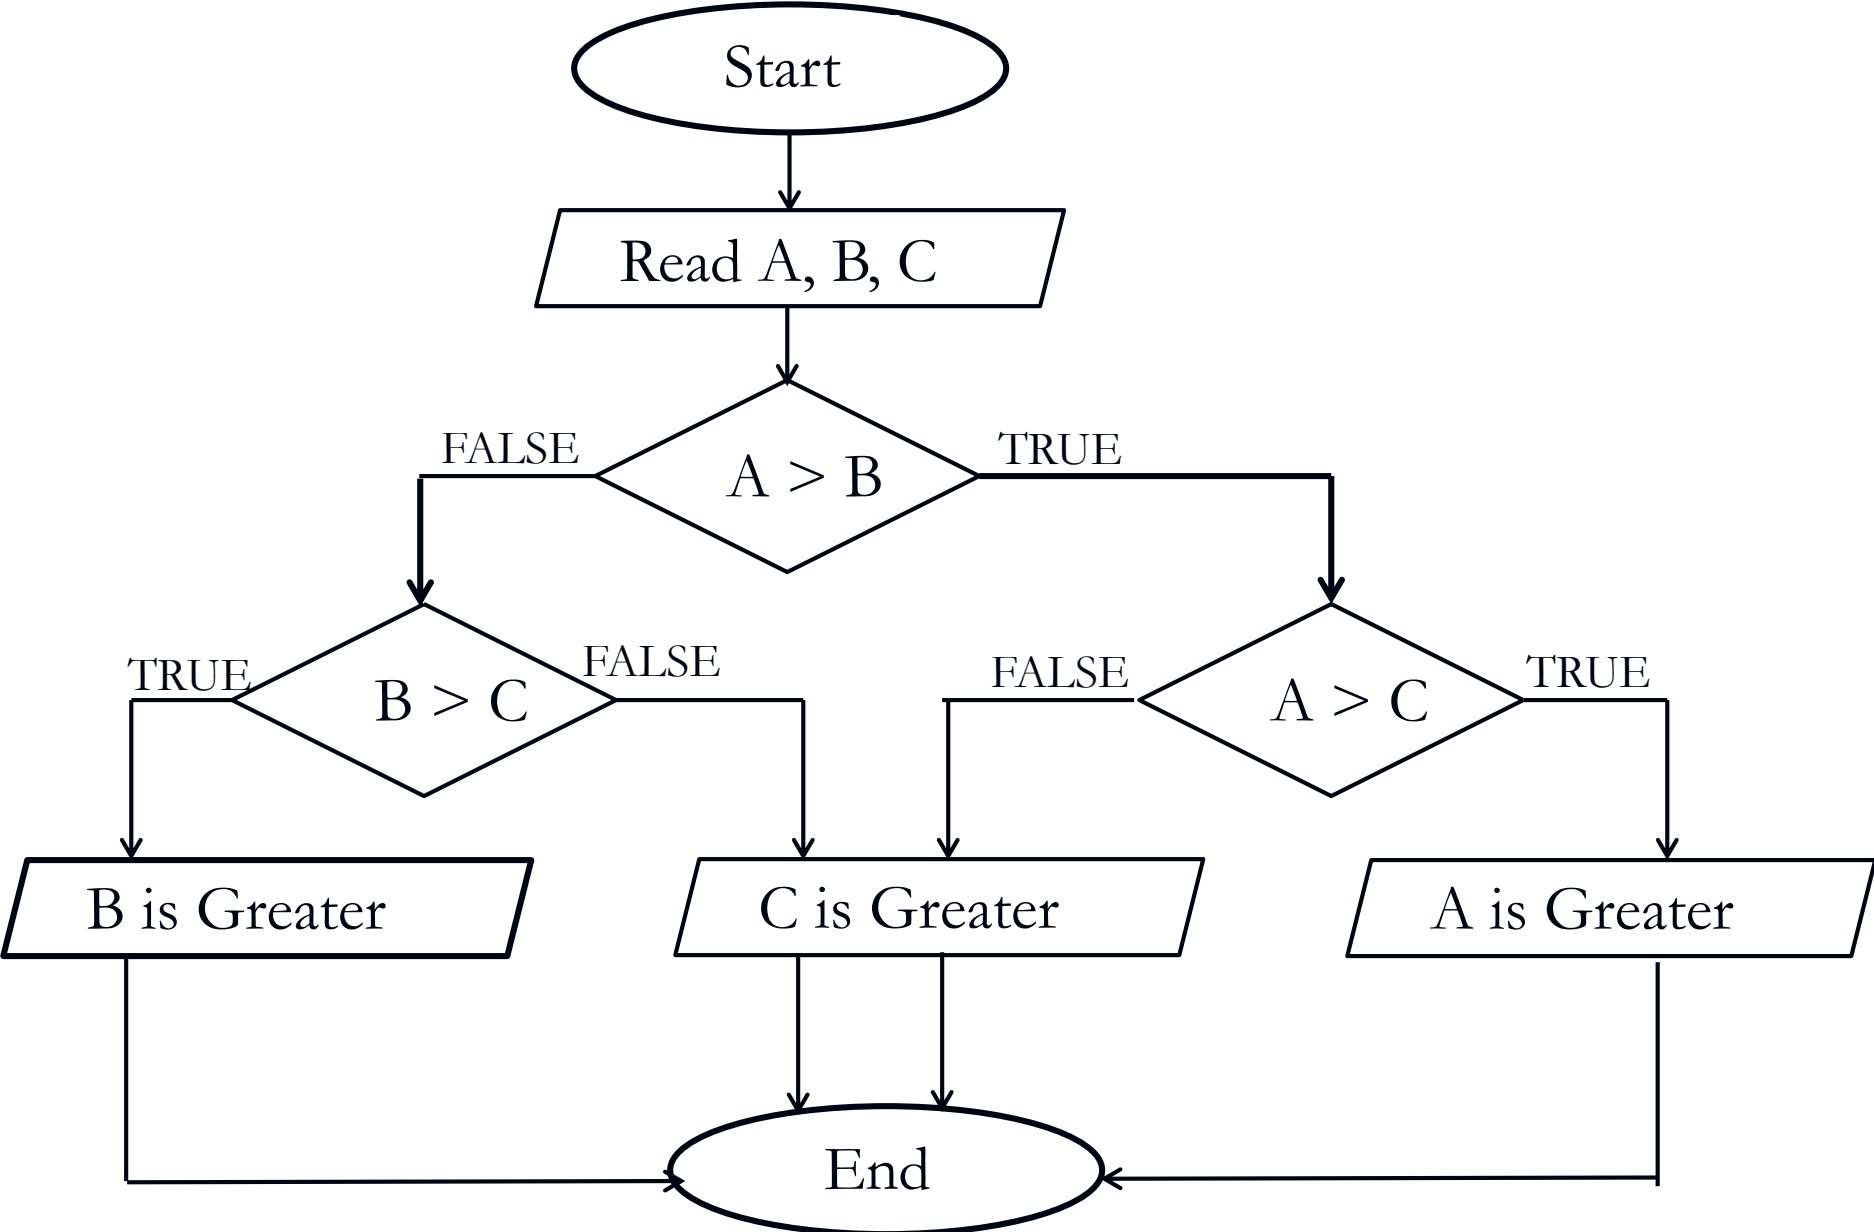 Start
Read A, B, C
FALSE
TRUE
A > B
TRUE
B > C
FALSE
FALSE
A > C
TRUE
B is Greater
C is Greater
A is Greater
End